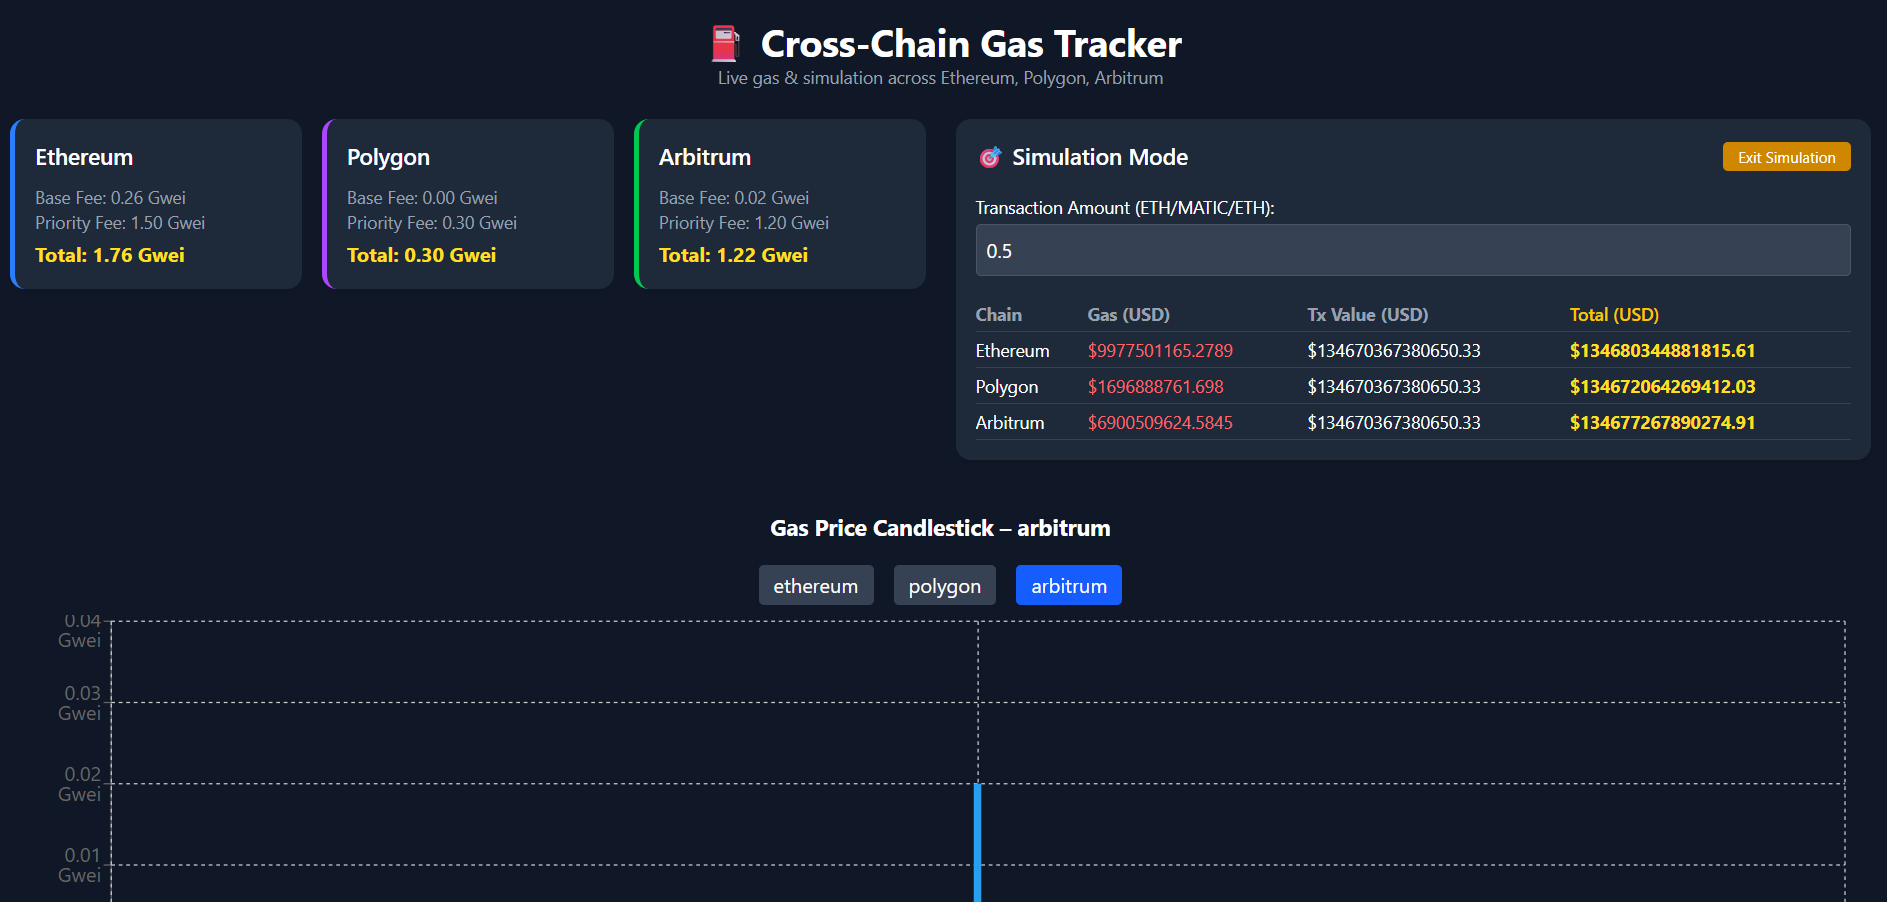 Cross-Chain Gas Tracker
Live gas & simulation across Ethereum, Polygon, Arbitrum
Ethereum
Base Fee: 0.26 Gwei
Priority Fee: 1.50 Gwei
Total: 1.76 Gwei
Polygon
Base Fee: 0.00 Gwei
Priority Fee: 0.30 Gwei
Total: 0.30 Gwei
Arbitrum
Base Fee: 0.02 Gwei
Priority Fee: 1.20 Gwei
Total: 1.22 Gwei
Simulation Mode
Exit Simulation
Transaction Amount (ETH/MATIC/ETH):
0.5
Chain Gas (USD) Tx Value (USD) Total (USD)
Ethereum $9977501165.2789 $134670367380650.33 $134680344881815.61
Polygon $1696888761.698 $134670367380650.33 $134672064269412.03
Arbitrum $6900509624.5845 $134670367380650.33 $134677267890274.91
Gas Price Candlestick – arbitrum
ethereum polygon arbitrum
0.04
Gwei
0.03
Gwei
0.02
Gwei
0.01
Gwei